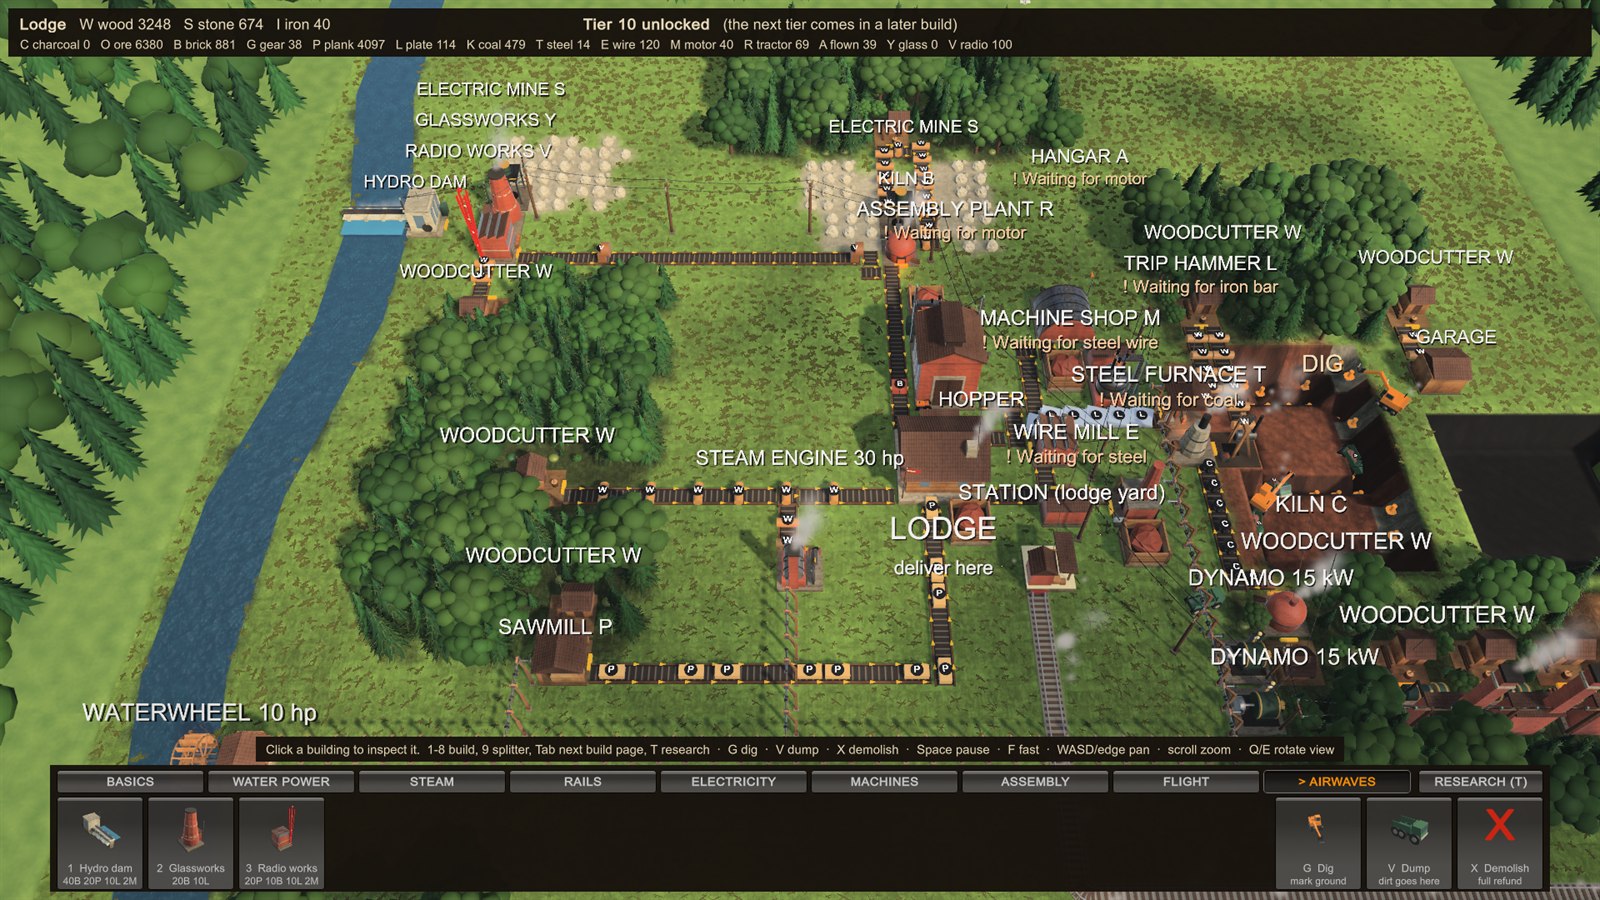 Lodge W wood 3248 S stone 674 I iron 40
Tier 10 unlocked (the next tier comes in a later build)
C charcoal 0 O ore 6380 B brick 881 G gear 38 P plank 4097 L plate 114 K coal 479 T steel 14 E wire 120 M motor 40 R tractor 69 A flown 39 Y glass 0 V radio 100
ELECTRIC MINE S
GLASSWORKS Y
RADIO WORKS V
HYDRO DAM
ELECTRIC MINE S
KILN B
ASSEMBLY PLANT R
! Waiting for motor
HANGAR A
! Waiting for motor
WOODCUTTER W
TRIP HAMMER L
! Waiting for iron bar
WOODCUTTER W
WOODCUTTER W
MACHINE SHOP M
! Waiting for steel wire
GARAGE
STEEL FURNACE T
! Waiting for coal
DIG
HOPPER
WIRE MILL E
! Waiting for steel
WOODCUTTER W
STEAM ENGINE 30 hp
STATION (lodge yard)
KILN C
LODGE
deliver here
WOODCUTTER W
WOODCUTTER W
DYNAMO 15 kW
WOODCUTTER W
SAWMILL P
DYNAMO 15 kW
WATERWHEEL 10 hp
Click a building to inspect it. 1-8 build, 9 splitter, Tab next build page, T research · G dig · V dump · X demolish · Space pause · F fast · WASD/edge pan · scroll zoom · Q/E rotate view
BASICS
WATER POWER
STEAM
RAILS
ELECTRICITY
MACHINES
ASSEMBLY
FLIGHT
> AIRWAVES
RESEARCH (T)
1 Hydro dam
40B 20P 10L 2M
2 Glassworks
20B 10L
3 Radio works
20P 10B 10L 2M
G Dig
mark ground
V Dump
dirt goes here
X Demolish
full refund